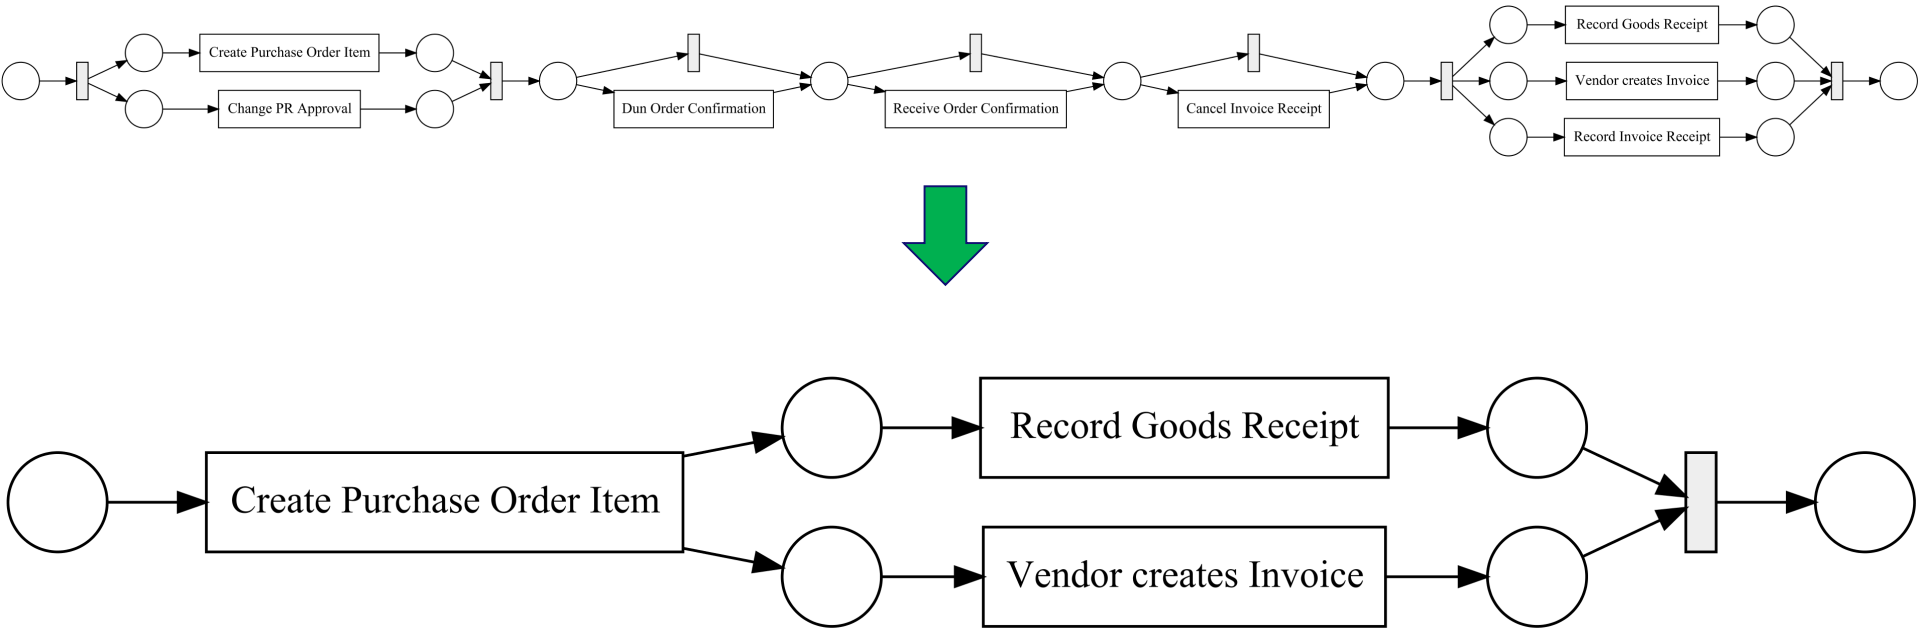 Create Purchase Order Item
Change PR Approval
Dun Order Confirmation
Receive Order Confirmation
Cancel Invoice Receipt
Record Goods Receipt
Vendor creates Invoice
Record Invoice Receipt
Create Purchase Order Item
Record Goods Receipt
Vendor creates Invoice